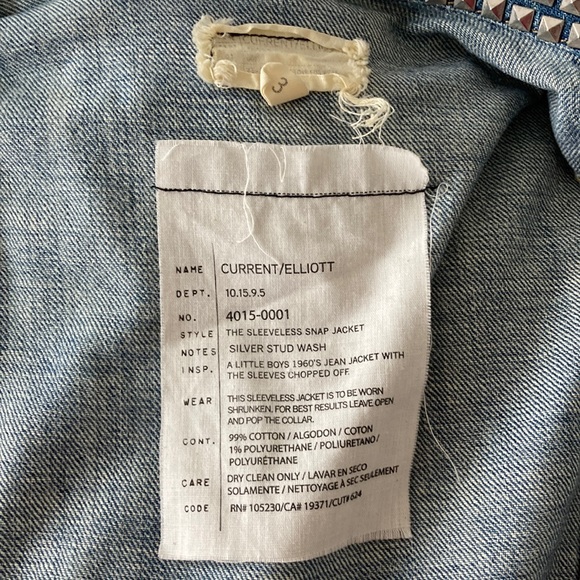 3
NAME CURRENT/ELLIOTT
DEPT. 10.15.9.5
NO. 4015-0001
STYLE THE SLEEVELESS SNAP JACKET
NOTES SILVER STUD WASH
INSP. A LITTLE BOYS 1960'S JEAN JACKET WITH
THE SLEEVES CHOPPED OFF.
WEAR THIS SLEEVELESS JACKET IS TO BE WORN
SHRUNKEN. FOR BEST RESULTS LEAVE OPEN
AND POP THE COLLAR.
CONT. 99% COTTON / ALGODON / COTON
1% POLYURETHANE / POLIURETANO /
POLYURÉTHANE
CARE DRY CLEAN ONLY / LAVAR EN SECO
SOLAMENTE / NETTOYAGE À SEC SEULEMENT
CODE RN# 105230/CA# 19371/CUT# 624